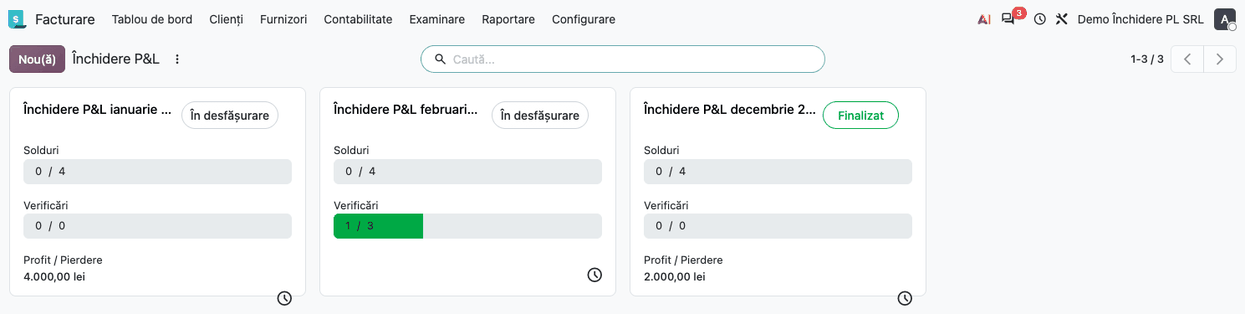 Facturare Tablou de bord Clienți Furnizori Contabilitate Examinare Raportare Configurare AI 3 Demo Închidere PL SRL A
Nou(ă) Închidere P&L Caută... 1-3 / 3
Închidere P&L ianuarie ... În desfășurare
Solduri
0 / 4
Verificări
0 / 0
Profit / Pierdere
4.000,00 lei
Închidere P&L februari... În desfășurare
Solduri
0 / 4
Verificări
1 / 3
Închidere P&L decembrie 2... Finalizat
Solduri
0 / 4
Verificări
0 / 0
Profit / Pierdere
2.000,00 lei